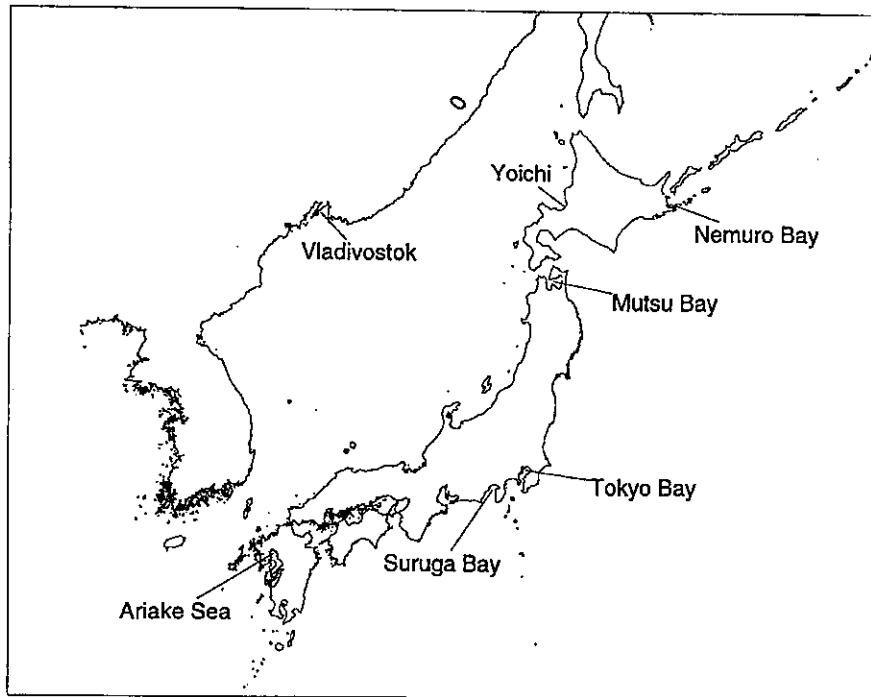 Yoichi
Vladivostok
Nemuro Bay
Mutsu Bay
Tokyo Bay
Suruga Bay
Ariake Sea